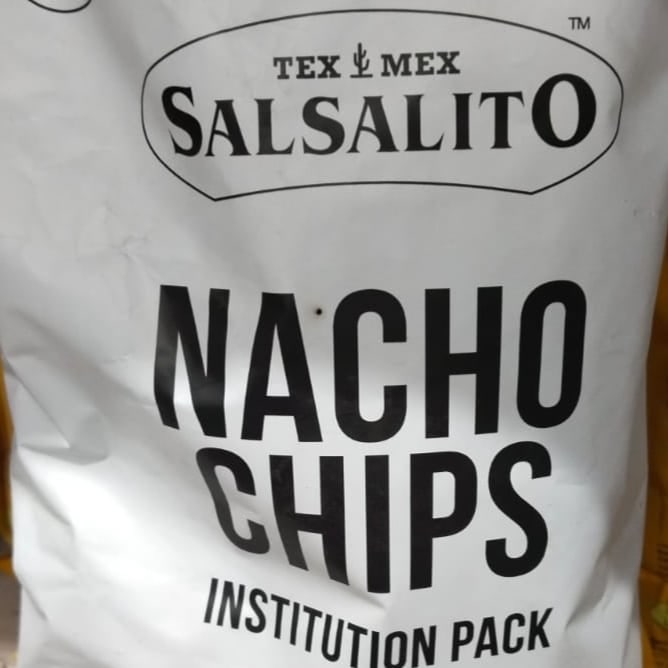 TM
TEX MEX
SALSALITO
NACHO
CHIPS
INSTITUTION PACK